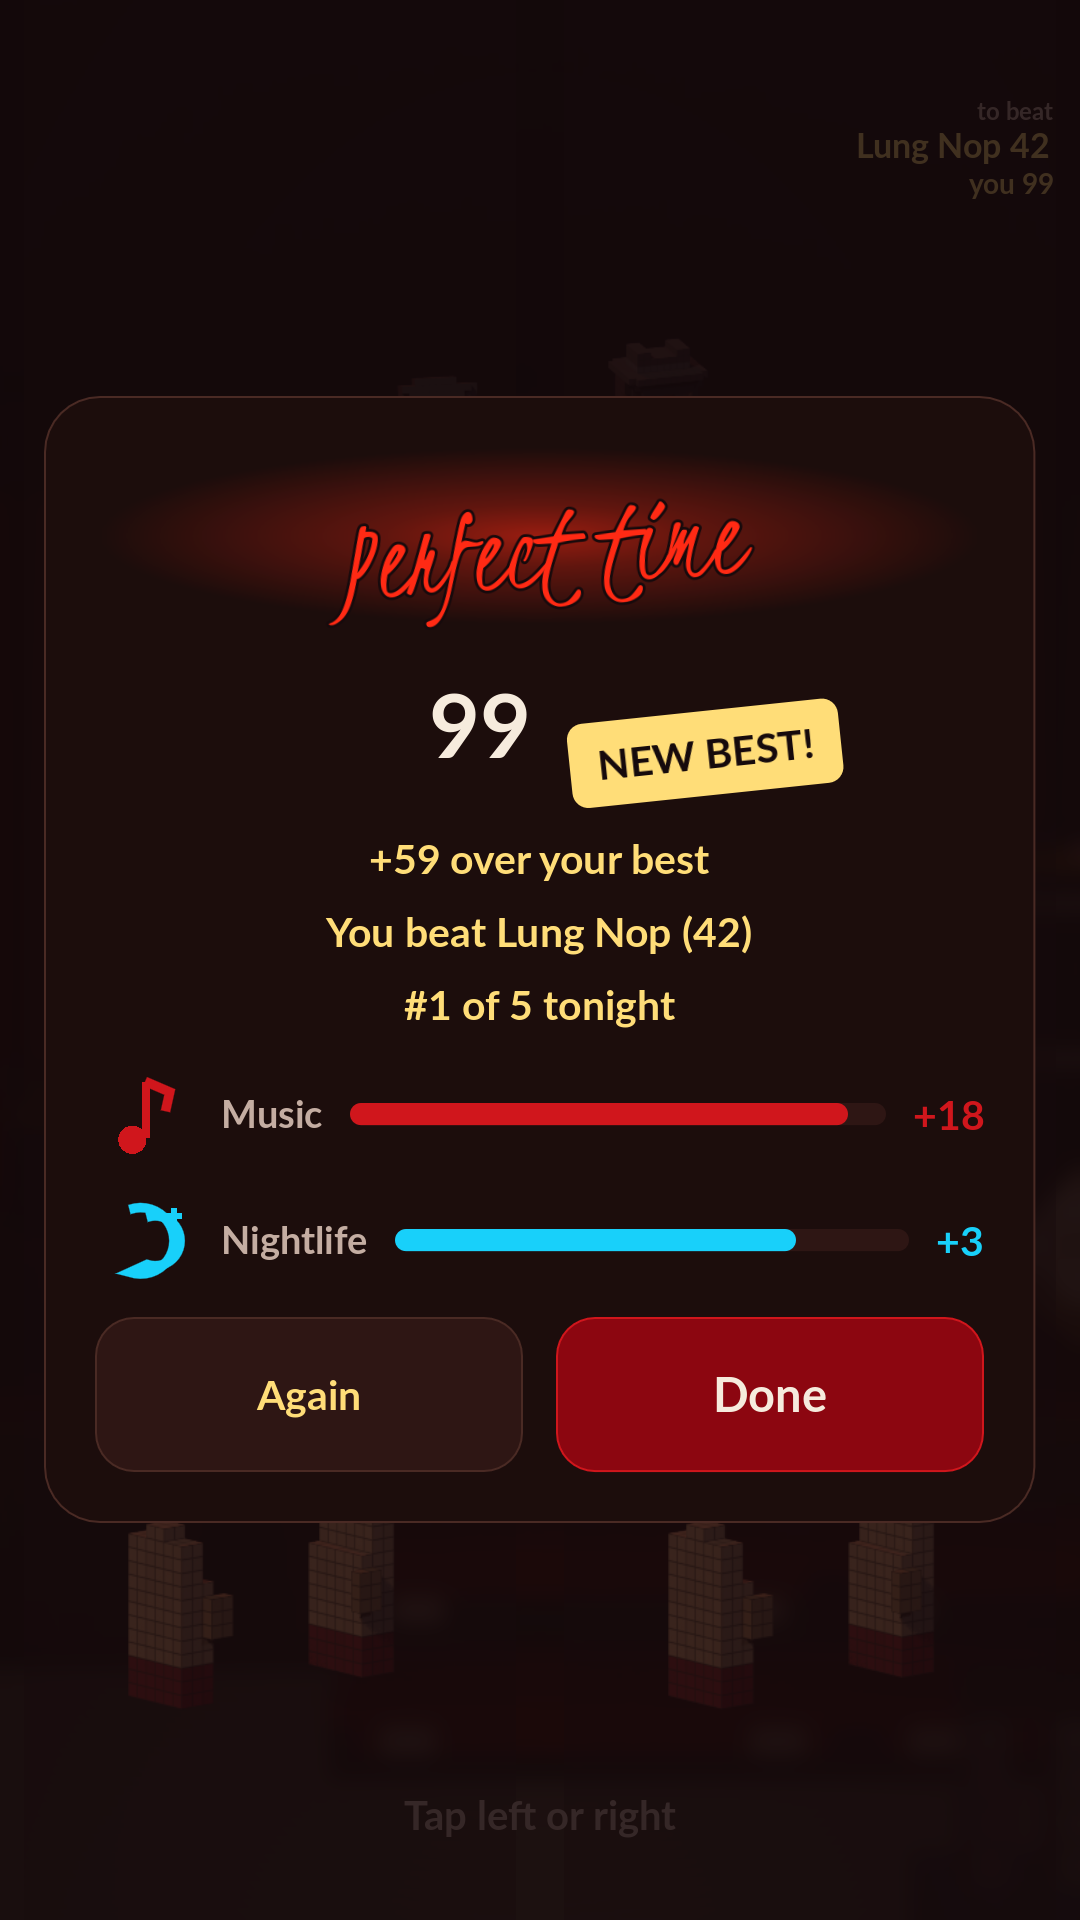 to beat
Lung Nop 42
you 99
perfect time
99
NEW BEST!
+59 over your best
You beat Lung Nop (42)
#1 of 5 tonight
Music +18
Nightlife +3
Again
Done
Tap left or right